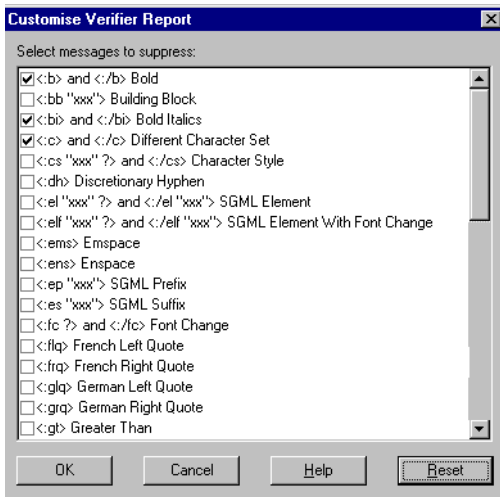 Customise Verifier Report
Select messages to suppress:
<:b> and <:/b> Bold
<:bb "xxx"> Building Block
<:bi> and <:/bi> Bold Italics
<:c> and <:/c> Different Character Set
<:cs "xxx" ?> and <:/cs> Character Style
<:dh> Discretionary Hyphen
<:el "xxx" ?> and <:/el "xxx"> SGML Element
<:elf "xxx" ?> and <:/elf "xxx"> SGML Element With Font Change
<:ems> Emspace
<:ens> Enspace
<:ep "xxx"> SGML Prefix
<:es "xxx"> SGML Suffix
<:fc ?> and <:/fc> Font Change
<:flq> French Left Quote
<:frq> French Right Quote
<:glq> German Left Quote
<:grq> German Right Quote
<:gt> Greater Than
OK Cancel Help Reset